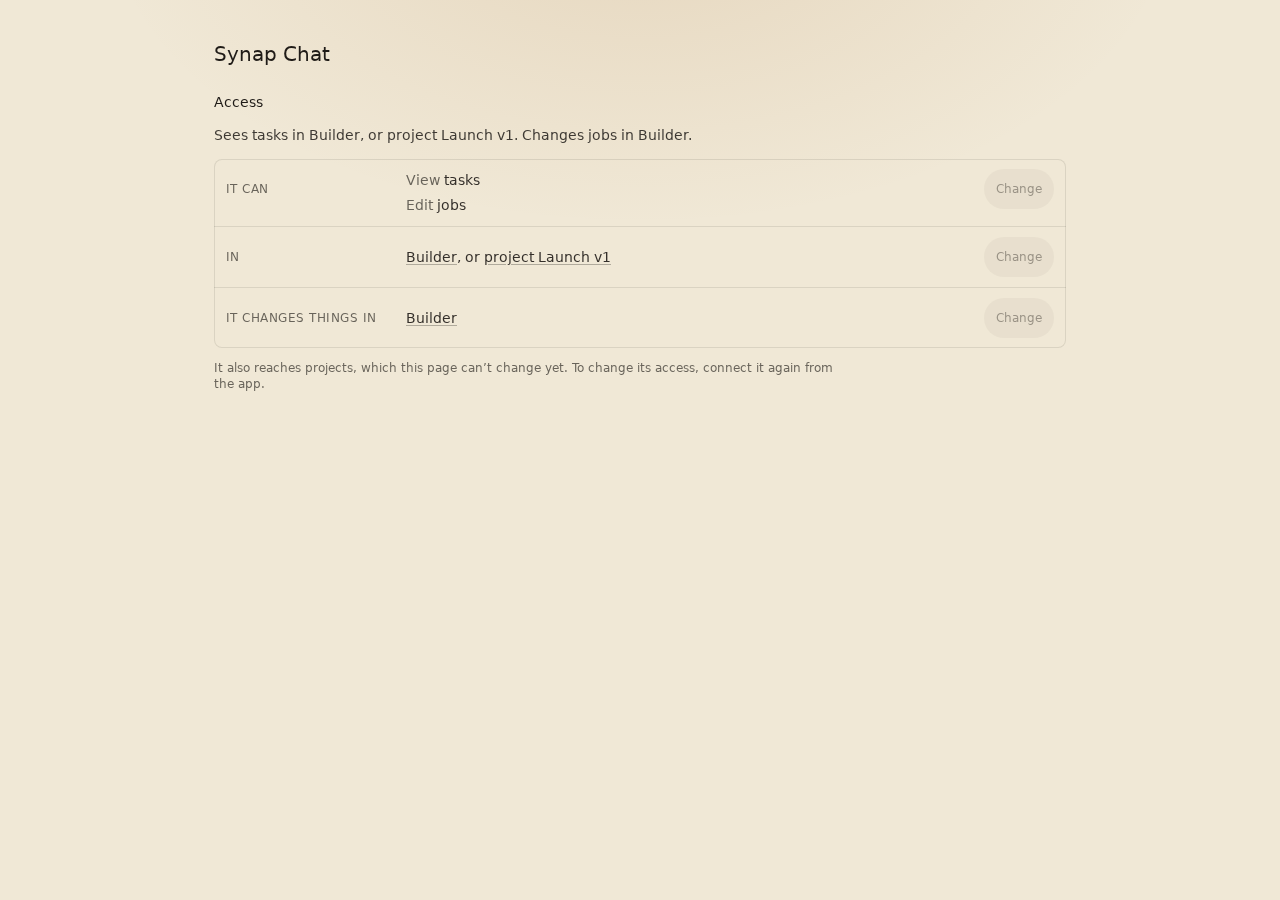 Synap Chat
Access
Sees tasks in Builder, or project Launch v1. Changes jobs in Builder.
IT CAN
View tasks
Edit jobs
Change
IN
Builder, or project Launch v1
Change
IT CHANGES THINGS IN
Builder
Change
It also reaches projects, which this page can’t change yet. To change its access, connect it again from
the app.